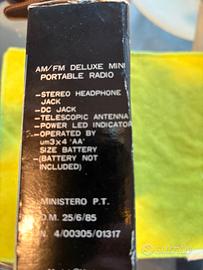 AM/FM DELUXE MINI
PORTABLE RADIO
-STEREO HEADPHONE
JACK
-DC JACK
-TELESCOPIC ANTENNA
-POWER LED INDICATOR
-OPERATED BY
um3×4 'AA'
SIZE BATTERY
-(BATTERY NOT
INCLUDED)
MINISTERO P.T.
D.M. 25/6/85
N. 4/00305/01317